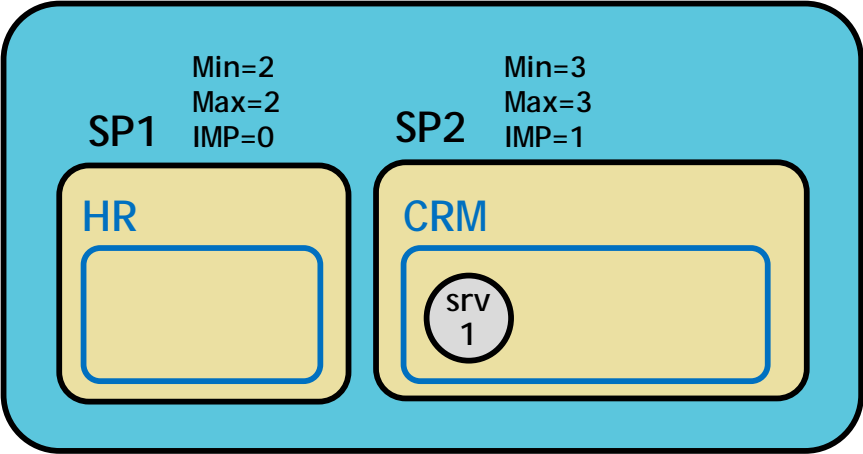 SP1
Min=2
Max=2
IMP=0
SP2
Min=3
Max=3
IMP=1
HR
CRM
srv
1